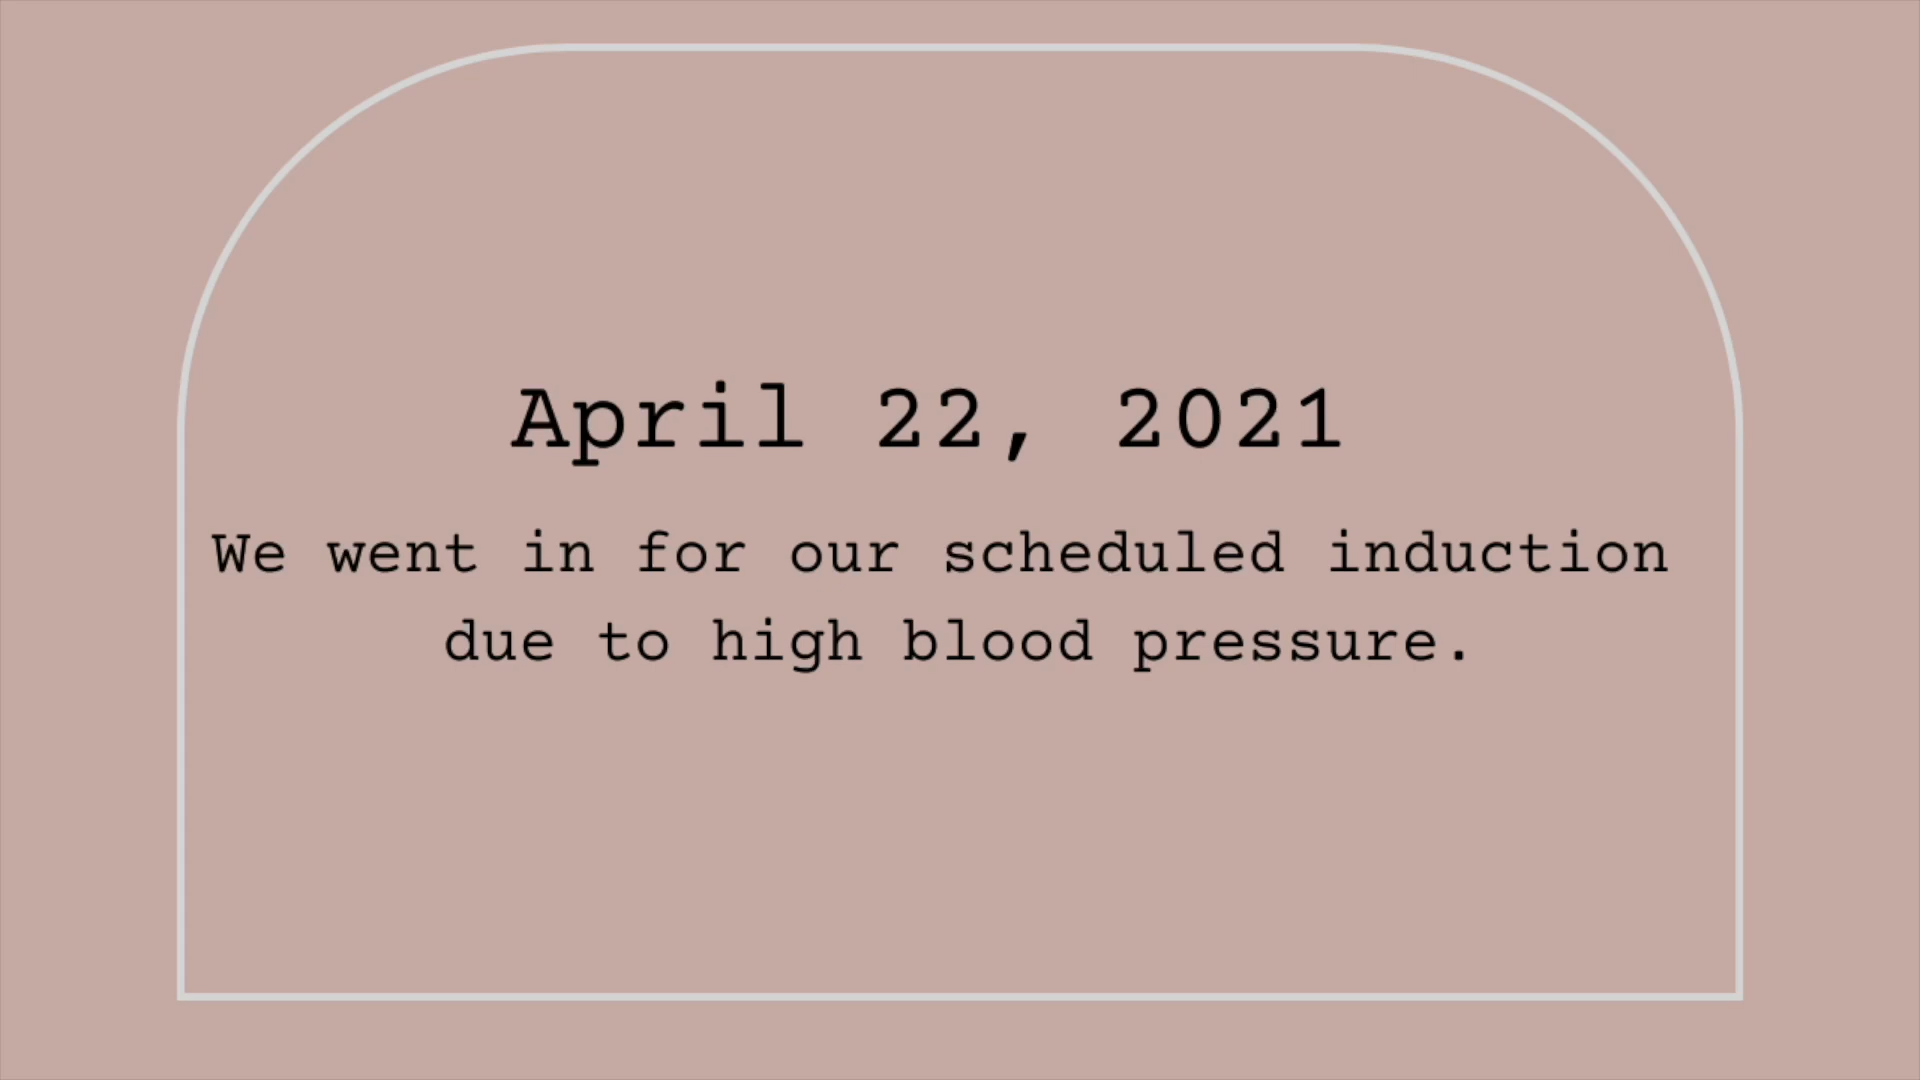 April 22, 2021
We went in for our scheduled induction
due to high blood pressure.